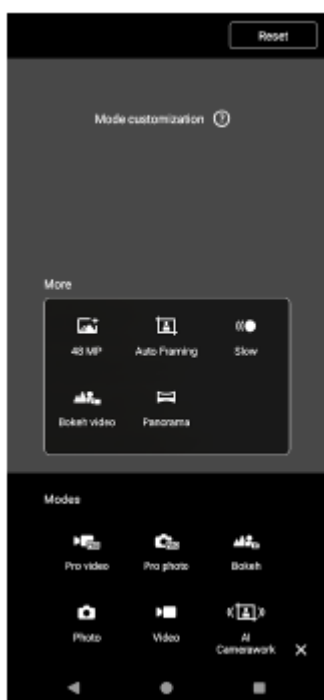 Reset
Mode customization ?
More
48 MP Auto Framing Slow
Bokeh video Panorama
Modes
Pro video Pro photo Bokeh
Photo Video AI
Camerawork